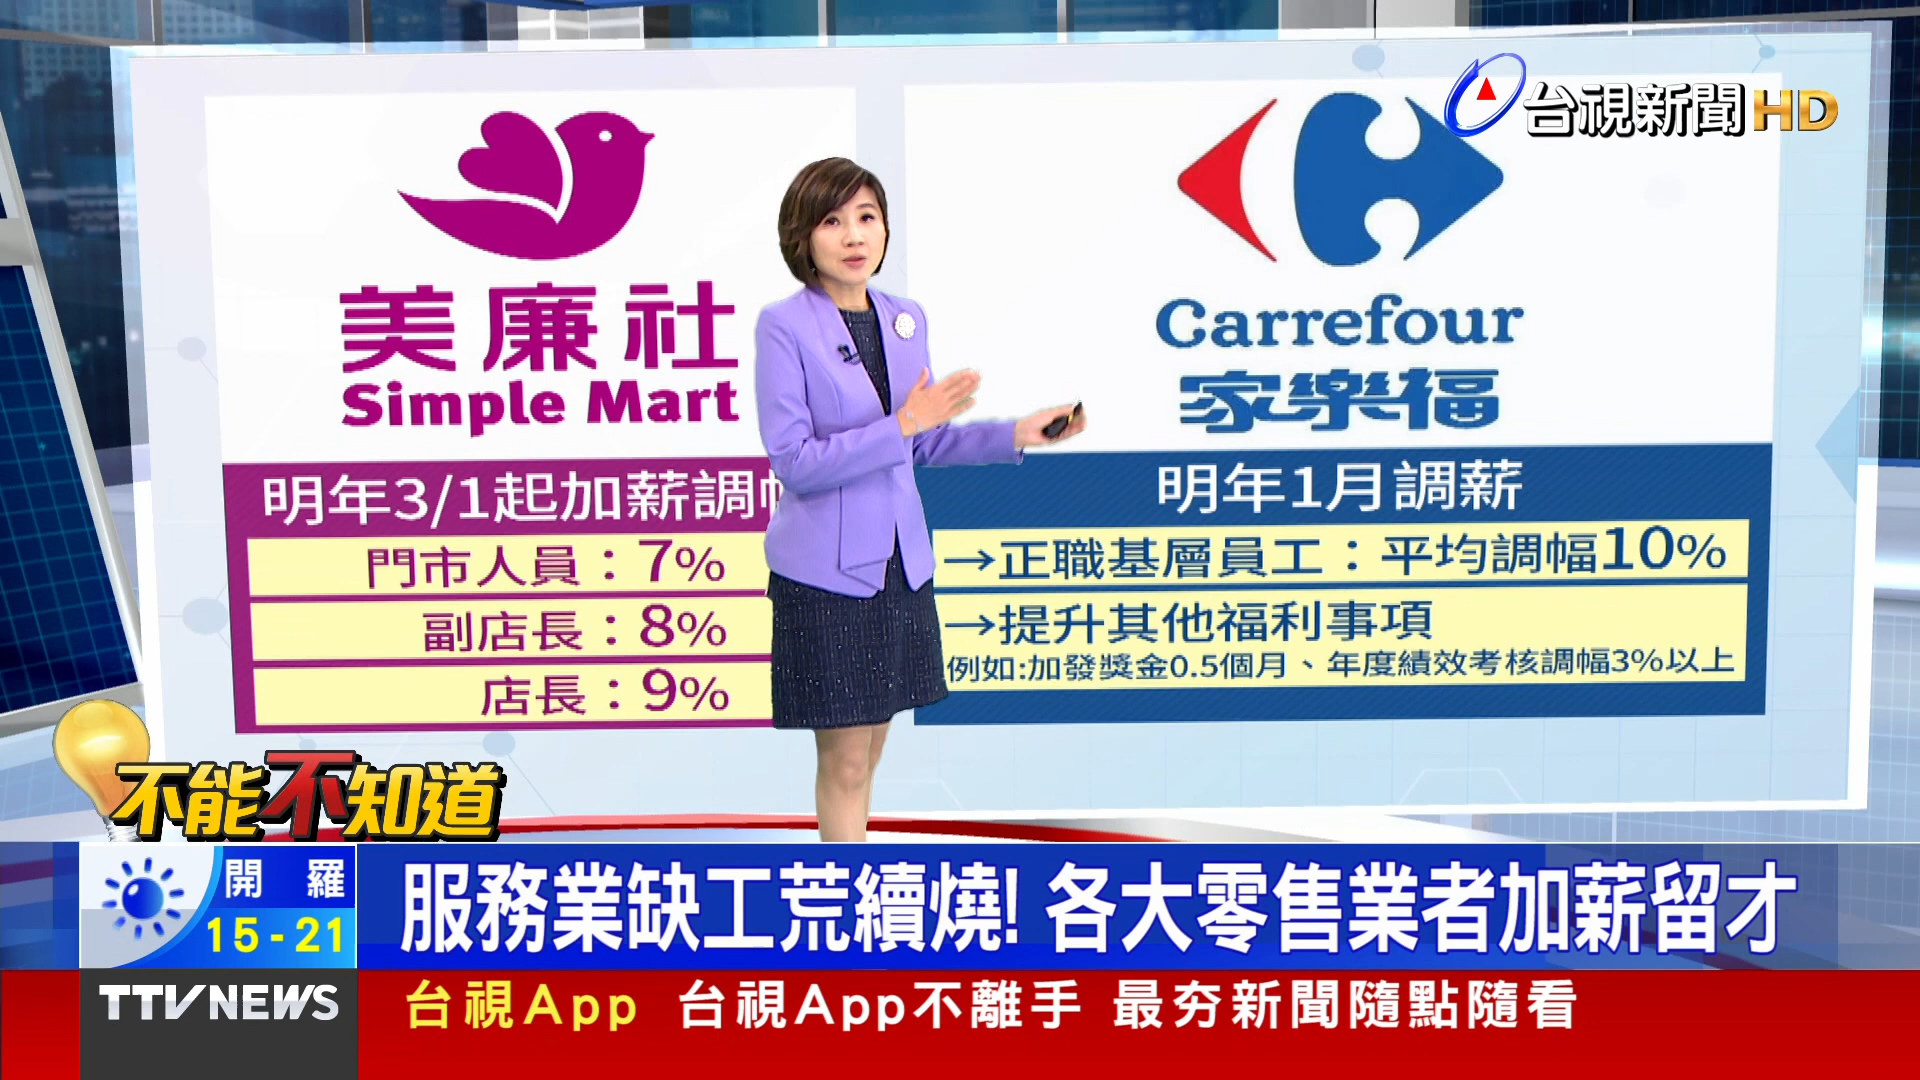 台視新聞HD
美廉社
Simple Mart
明年3/1起加薪調
門市人員：7%
副店長：8%
店長：9%
Carrefour
家樂福
明年1月調薪
→正職基層員工：平均調幅10%
→提升其他福利事項
例如:加發獎金0.5個月、年度績效考核調幅3%以上
不能不知道
開 羅
15-21
服務業缺工荒續燒! 各大零售業者加薪留才
TTV NEWS
台視App 台視App不離手 最夯新聞隨點隨看